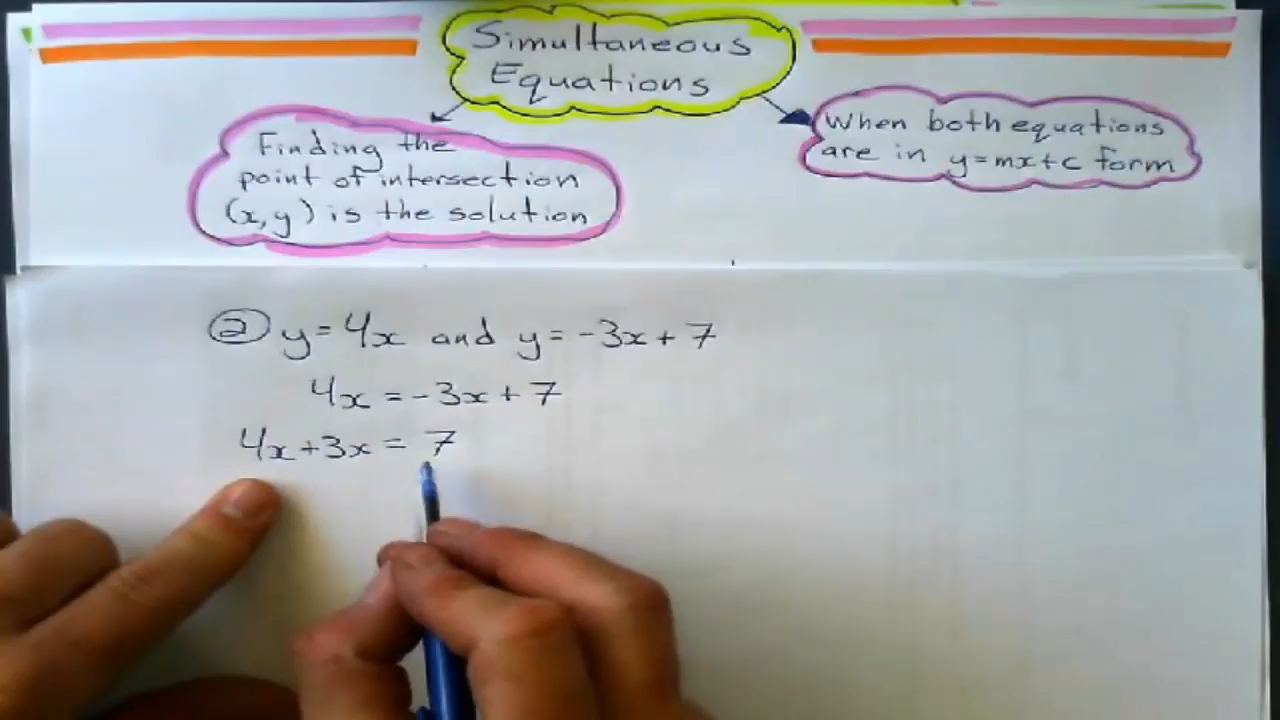 Simultaneous
Equations
Finding the
point of intersection
(x,y) is the solution
When both equations
are in y=mx+c form
② y=4x and y=-3x+7
4x=-3x+7
4x+3x=7